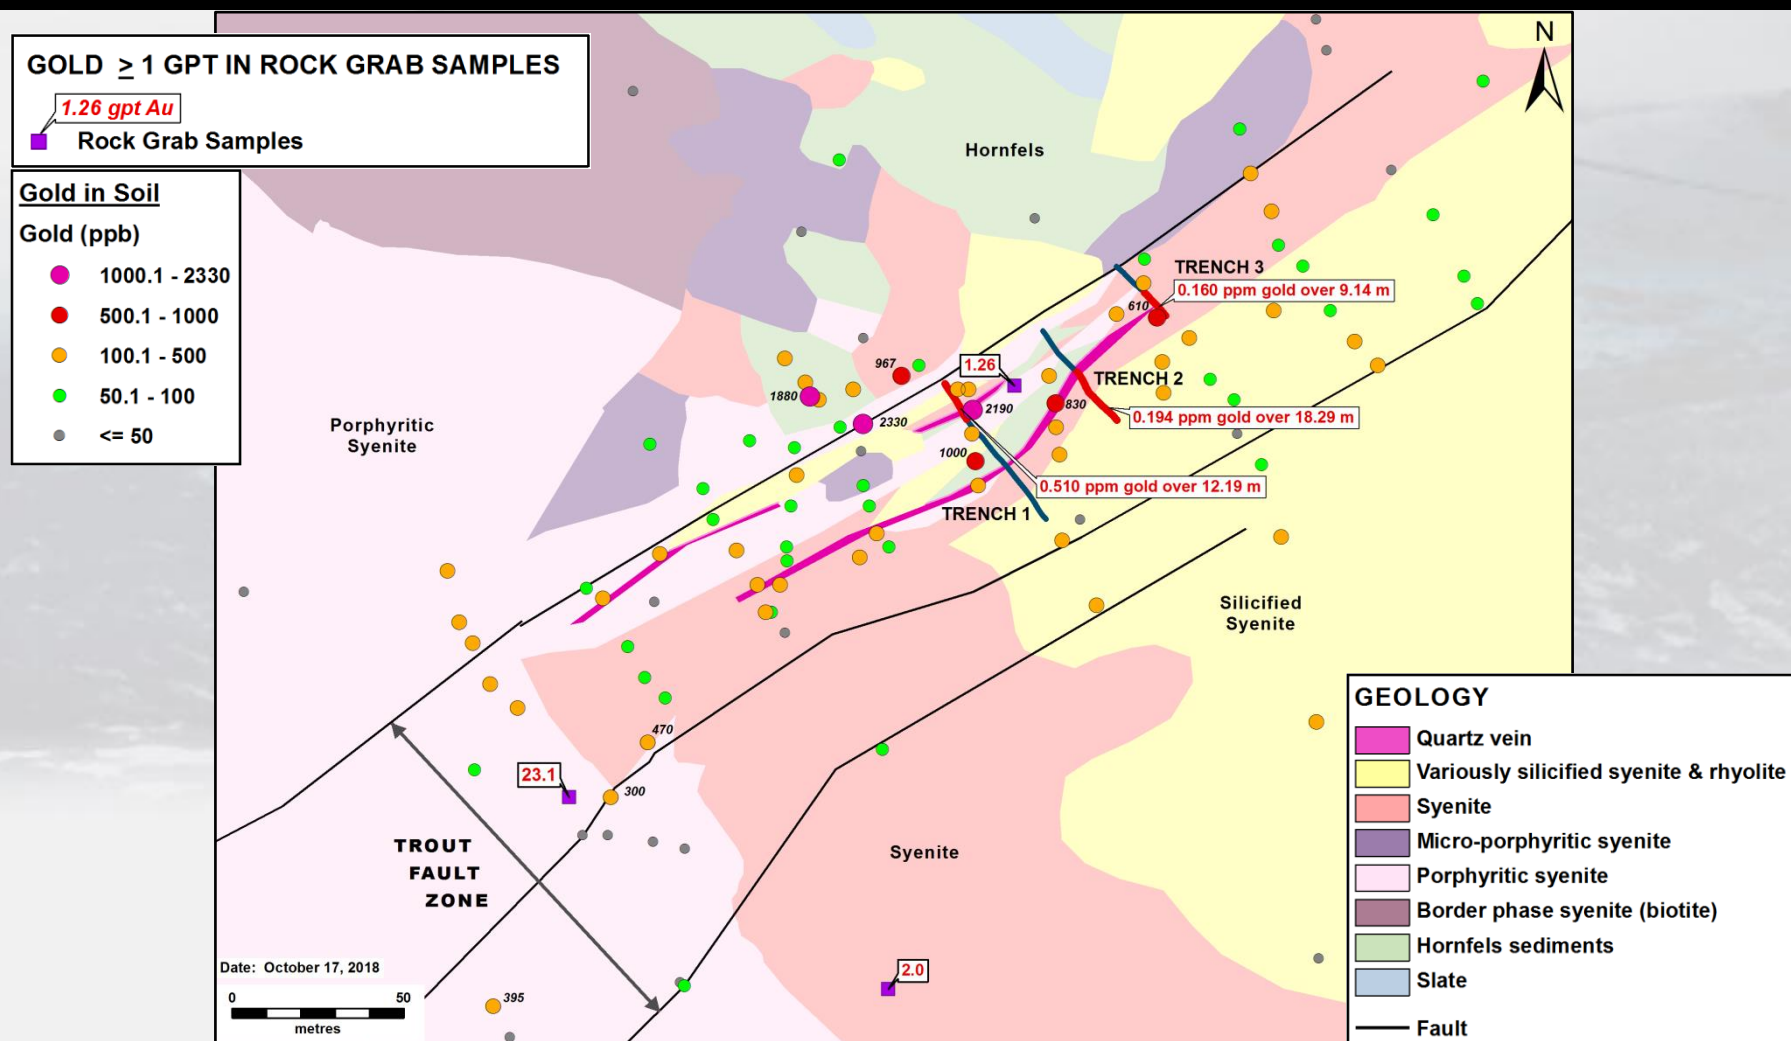 GOLD ≥ 1 GPT IN ROCK GRAB SAMPLES
1.26 gpt Au
Rock Grab Samples
Gold in Soil
Gold (ppb)
1000.1 - 2330
500.1 - 1000
100.1 - 500
50.1 - 100
<= 50
N
Hornfels
TRENCH 3
0.160 ppm gold over 9.14 m
610
967
1.26
TRENCH 2
1880
2190
830
0.194 ppm gold over 18.29 m
2330
Porphyritic
Syenite
1000
0.510 ppm gold over 12.19 m
TRENCH 1
Silicified
Syenite
470
23.1
300
TROUT
FAULT
ZONE
Syenite
2.0
395
Date: October 17, 2018
0 50
metres
GEOLOGY
Quartz vein
Variously silicified syenite & rhyolite
Syenite
Micro-porphyritic syenite
Porphyritic syenite
Border phase syenite (biotite)
Hornfels sediments
Slate
Fault